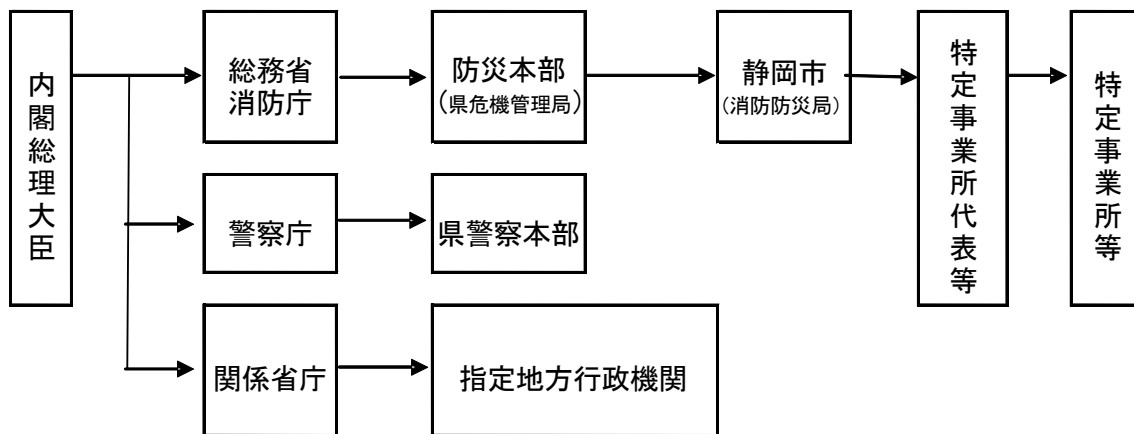 内閣総理大臣
総務省
消防庁
防災本部
（県危機管理局）
静岡市
（消防防災局）
特定事業所代表等
特定事業所等
警察庁
県警察本部
関係省庁
指定地方行政機関